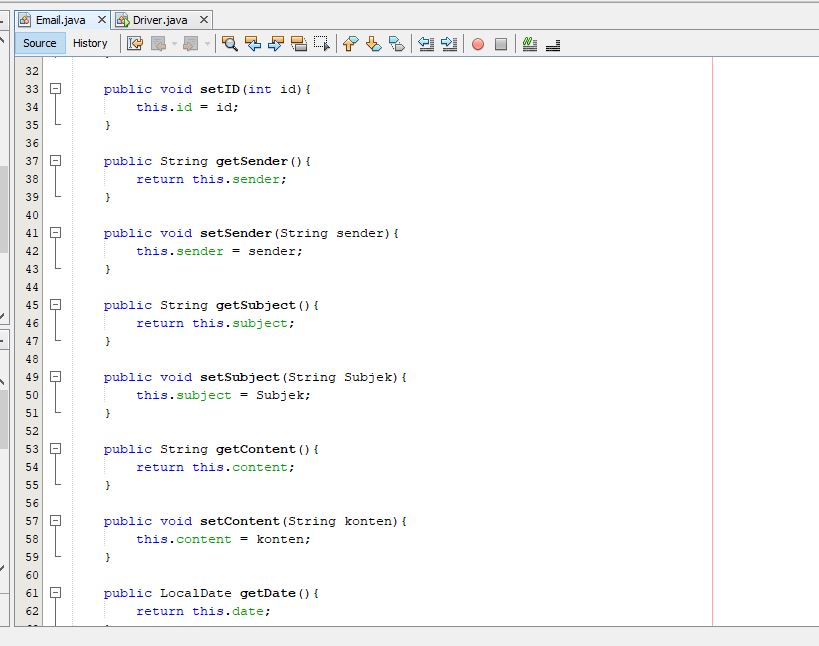 Email.java Driver.java
Source History
32
33 public void setID(int id){
34 this.id = id;
35 }
36
37 public String getSender(){
38 return this.sender;
39 }
40
41 public void setSender(String sender){
42 this.sender = sender;
43 }
44
45 public String getSubject(){
46 return this.subject;
47 }
48
49 public void setSubject(String Subjek){
50 this.subject = Subjek;
51 }
52
53 public String getContent(){
54 return this.content;
55 }
56
57 public void setContent(String konten){
58 this.content = konten;
59 }
60
61 public LocalDate getDate(){
62 return this.date;